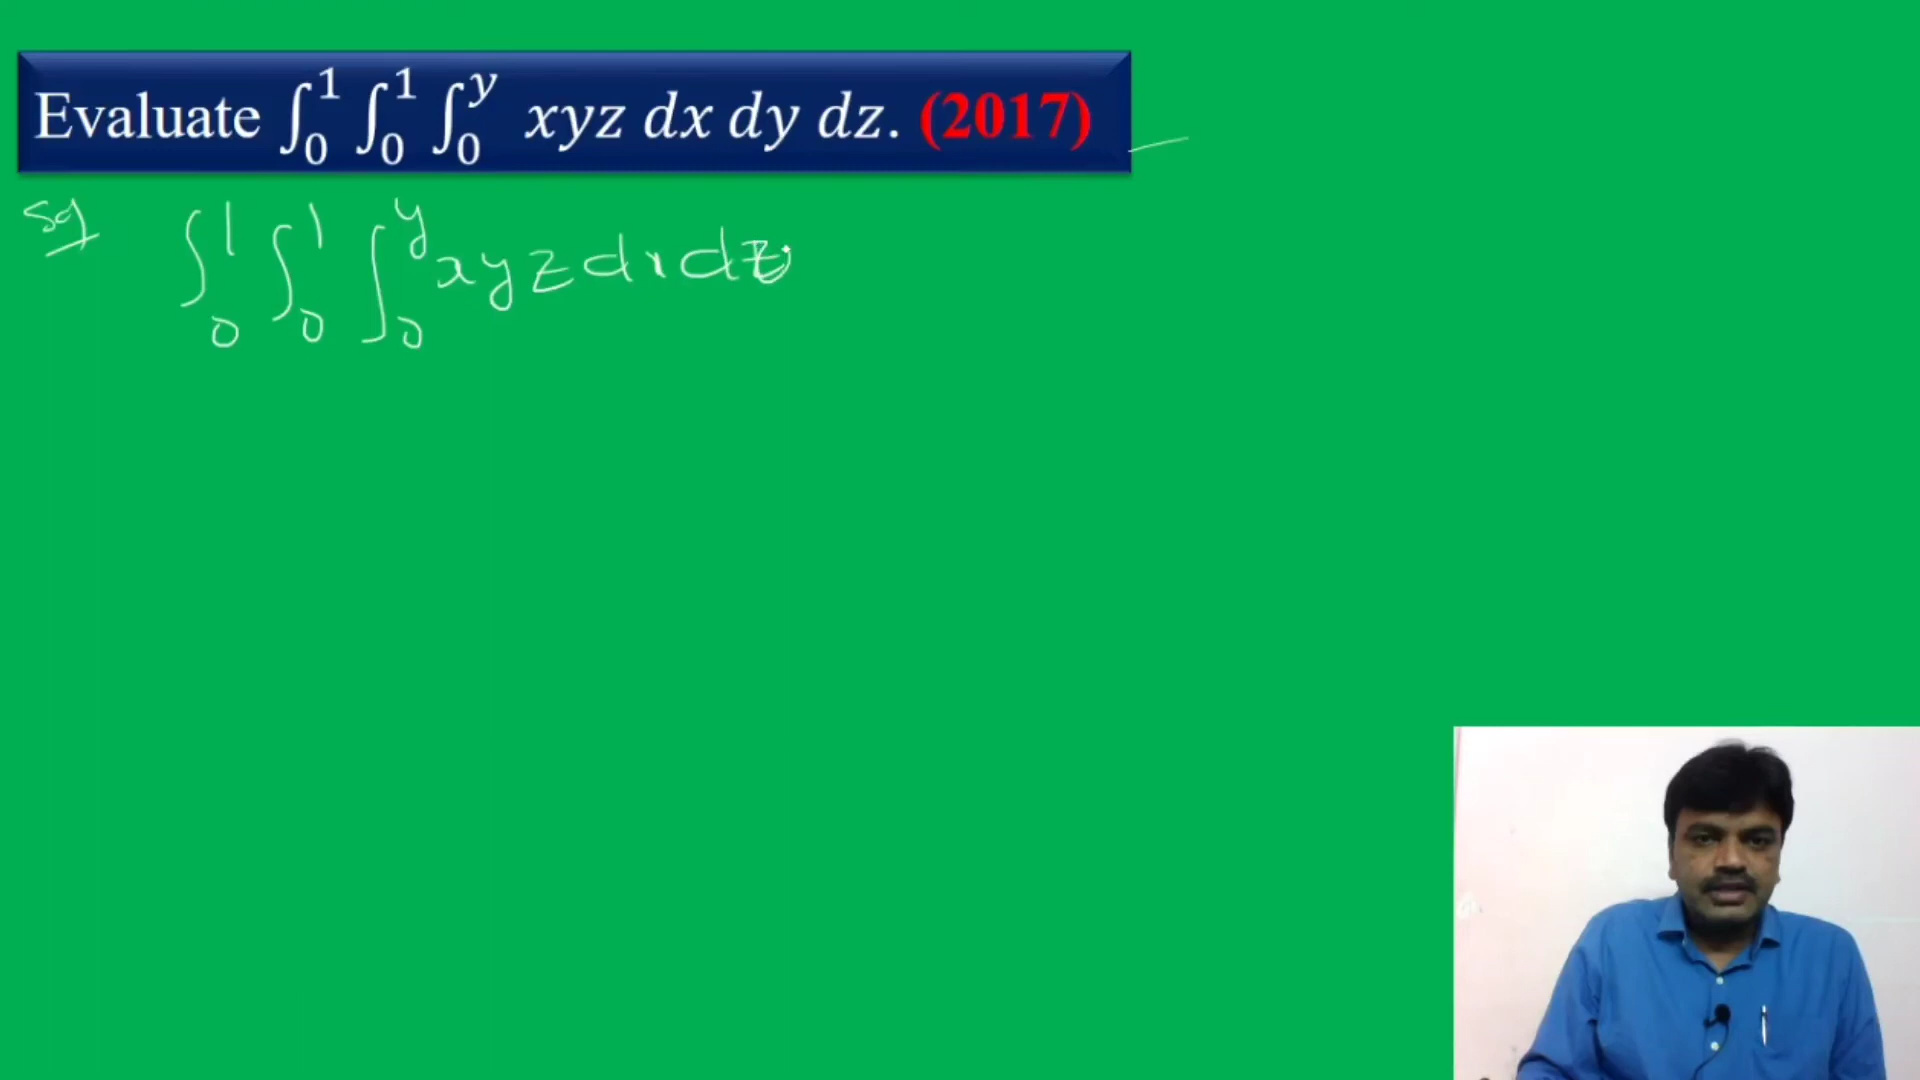 Evaluate ∫₀¹ ∫₀¹ ∫₀ʸ xyz dx dy dz. (2017)
Sol
∫₀¹ ∫₀¹ ∫₀ʸ xyz dx dz